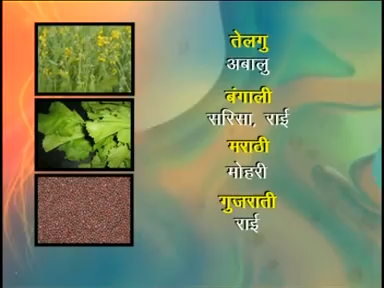 तेलगु
अबालु
बंगाली
सरिसा, राई
मराठी
मोहरी
गुजराती
राई